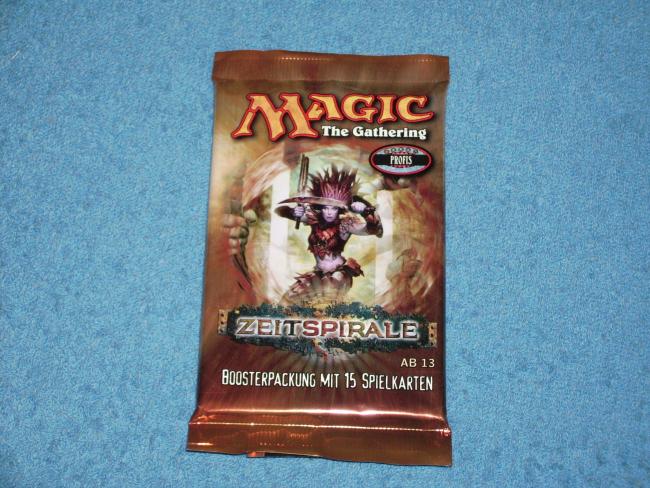 MAGIC
The Gathering
PROFIS
ZEITSPIRALE
AB 13
BOOSTERPACKUNG MIT 15 SPIELKARTEN